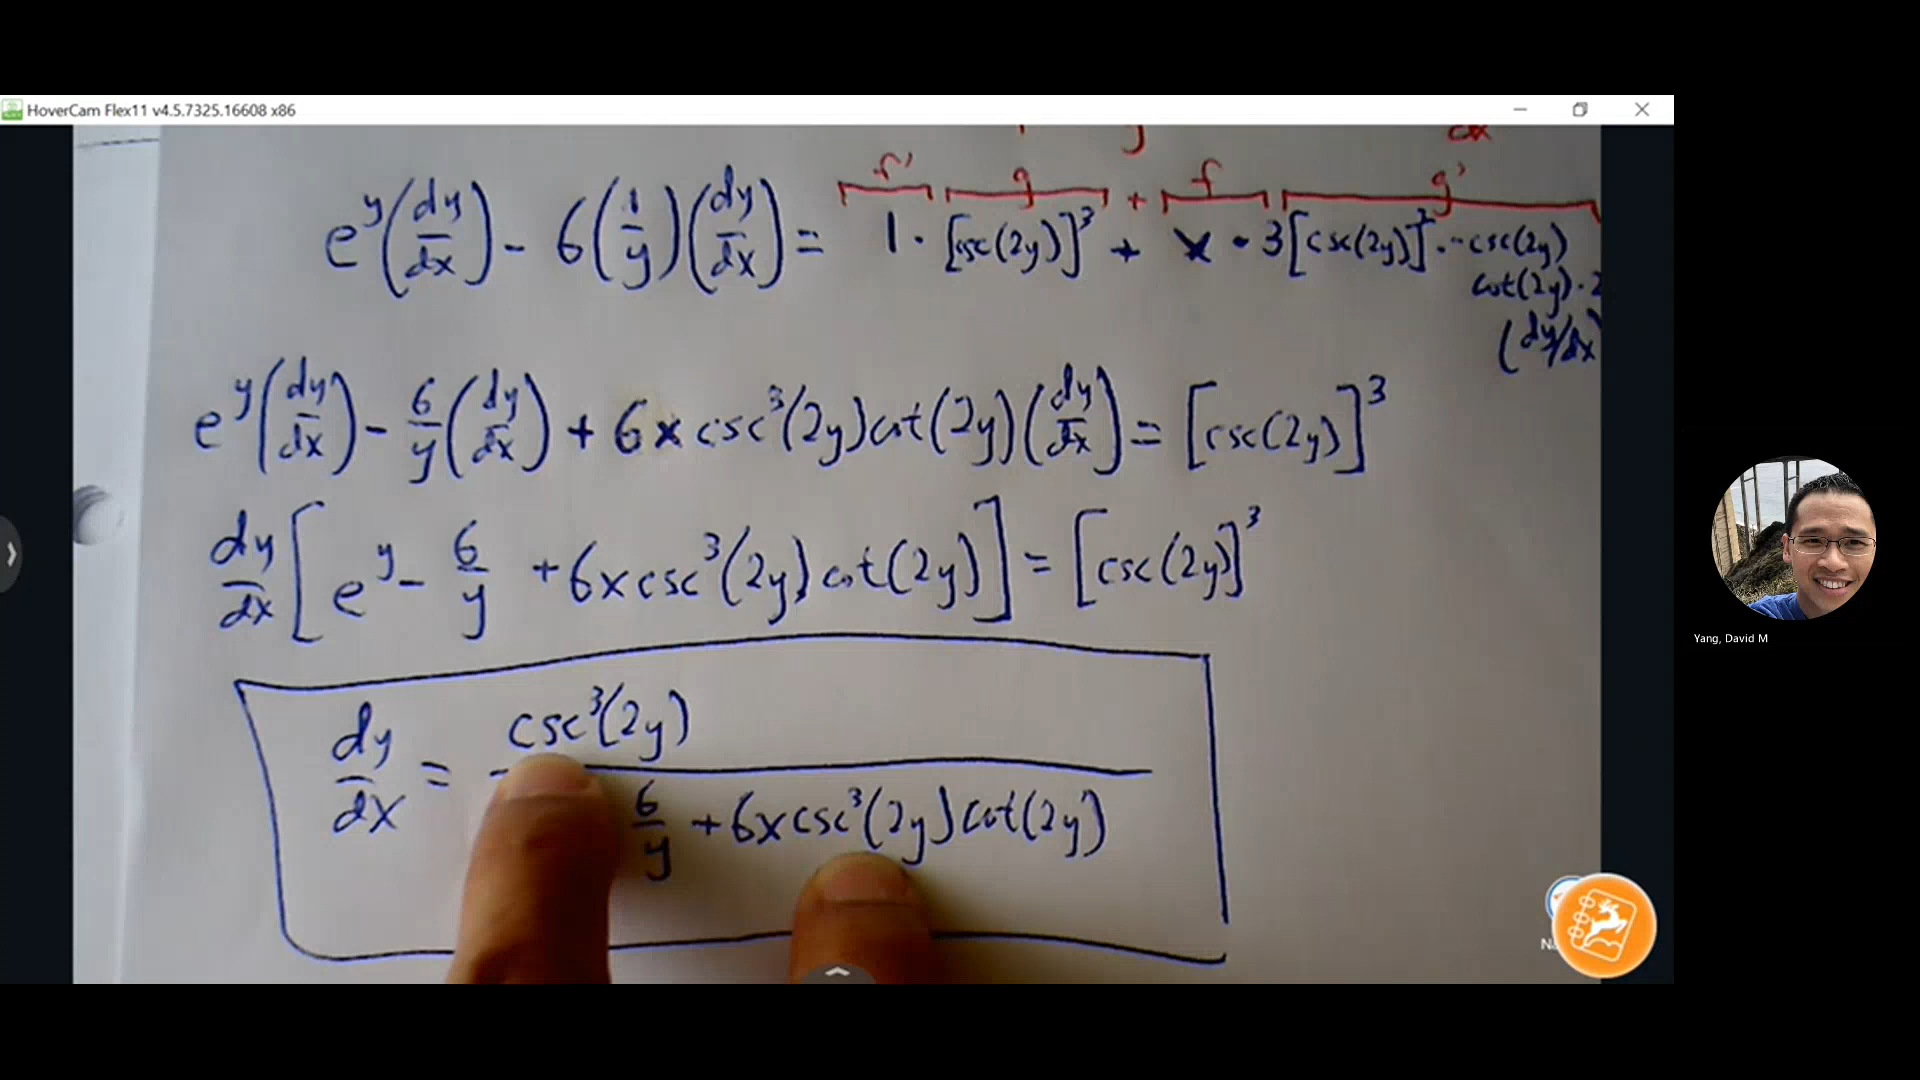 HoverCam Flex11 v4.5.7325.16608 x86
dx
f' g + f g'
e^y(dy/dx) - 6(1/y)(dy/dx) = 1 · [csc(2y)]^3 + x · 3[csc(2y)]^2 · -csc(2y)
cot(2y) · 2
(dy/dx)
e^y(dy/dx) - 6/y(dy/dx) + 6x csc^3(2y)cot(2y)(dy/dx) = [csc(2y)]^3
dy/dx[e^y - 6/y + 6x csc^3(2y)cot(2y)] = [csc(2y)]^3
Yang, David M
dy/dx = csc^3(2y)
6/y + 6x csc^3(2y)cot(2y)